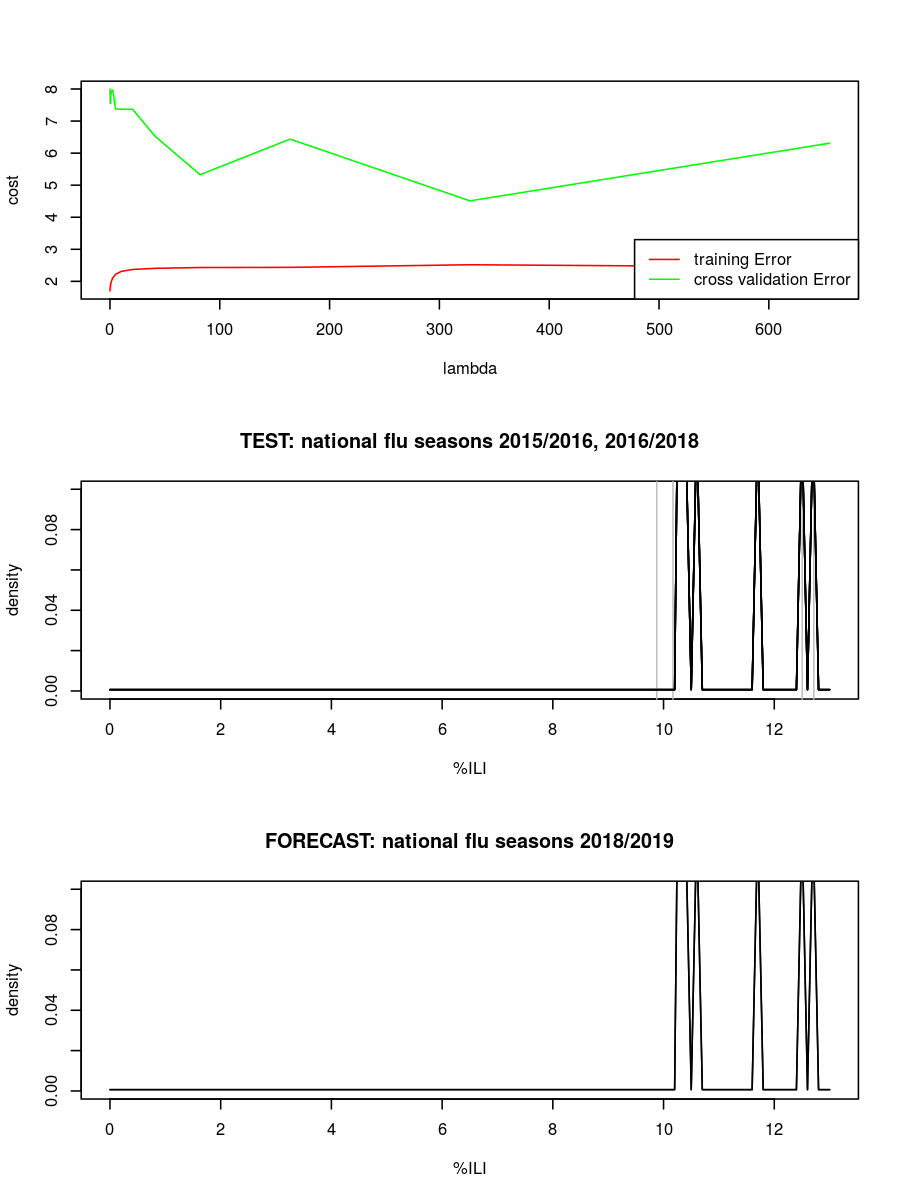 8
7
6
5
4
3
2
cost
training Error
cross validation Error
0 100 200 300 400 500 600
lambda
TEST: national flu seasons 2015/2016, 2016/2018
0.08
0.04
0.00
density
0 2 4 6 8 10 12
%ILI
FORECAST: national flu seasons 2018/2019
0.08
0.04
0.00
density
0 2 4 6 8 10 12
%ILI